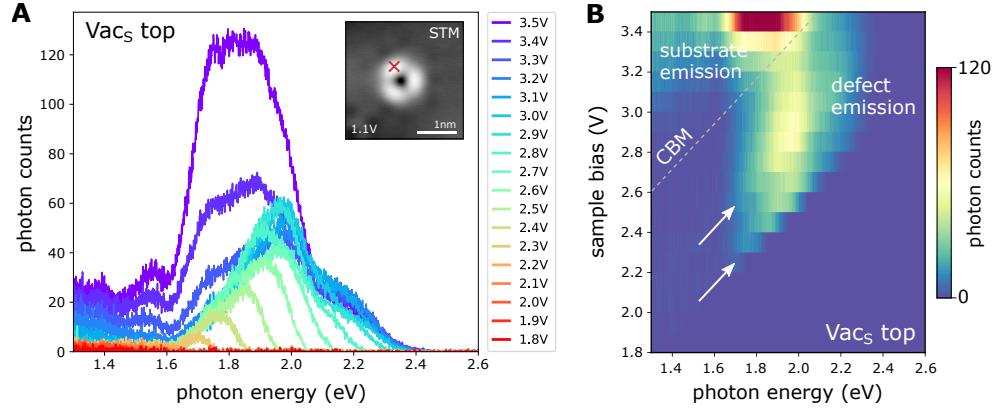 A
Vac_S top
STM
1.1V
1nm
photon counts
0
20
40
60
80
100
120
1.4
1.6
1.8
2.0
2.2
2.4
2.6
photon energy (eV)
3.5V
3.4V
3.3V
3.2V
3.1V
3.0V
2.9V
2.8V
2.7V
2.6V
2.5V
2.4V
2.3V
2.2V
2.1V
2.0V
1.9V
1.8V
B
sample bias (V)
3.4
3.2
3.0
2.8
2.6
2.4
2.2
2.0
1.8
substrate
emission
defect
emission
CBM
Vac_S top
1.4
1.6
1.8
2.0
2.2
2.4
2.6
photon energy (eV)
120
0
photon counts